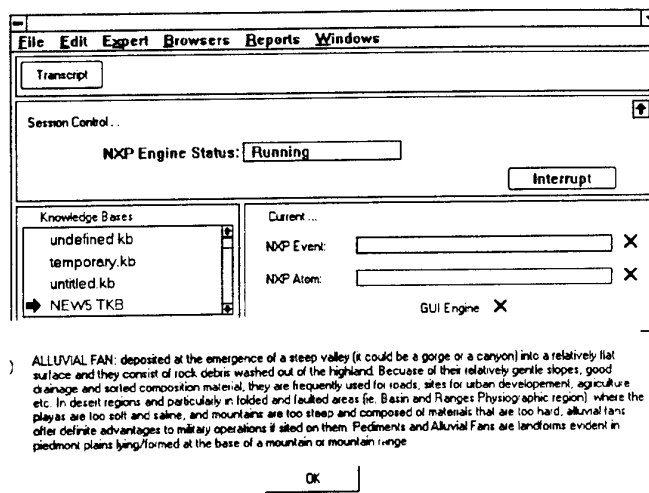 File Edit Expert Browsers Reports Windows
Transcript
Session Control . .
NXP Engine Status: Running
Interrupt
Knowledge Bases
undefined.kb
temporary.kb
untitled.kb
NEW5 TKB
Current ...
NXP Event:
NXP Atom:
GUI Engine
ALLUVIAL FAN: deposited at the emergence of a steep valley (it could be a gorge or a canyon) into a relatively flat
surface and they consist of rock debris washed out of the highland. Becuase of their relatively gentle slopes, good
drainage and sorted composition material, they are frequently used for roads, sites for urban developement, agriculture
etc. In desert regions and particularly in folded and faulted areas (ie. Basin and Ranges Physiographic region) where the
playas are too soft and saline, and mountains are too steep and composed of materials that are too hard, alluvial fans
offer definite advantages to military operations if sited on them. Pediments and Alluvial Fans are landforms evident in
piedmont plains lying/formed at the base of a mountain or mountain range
OK